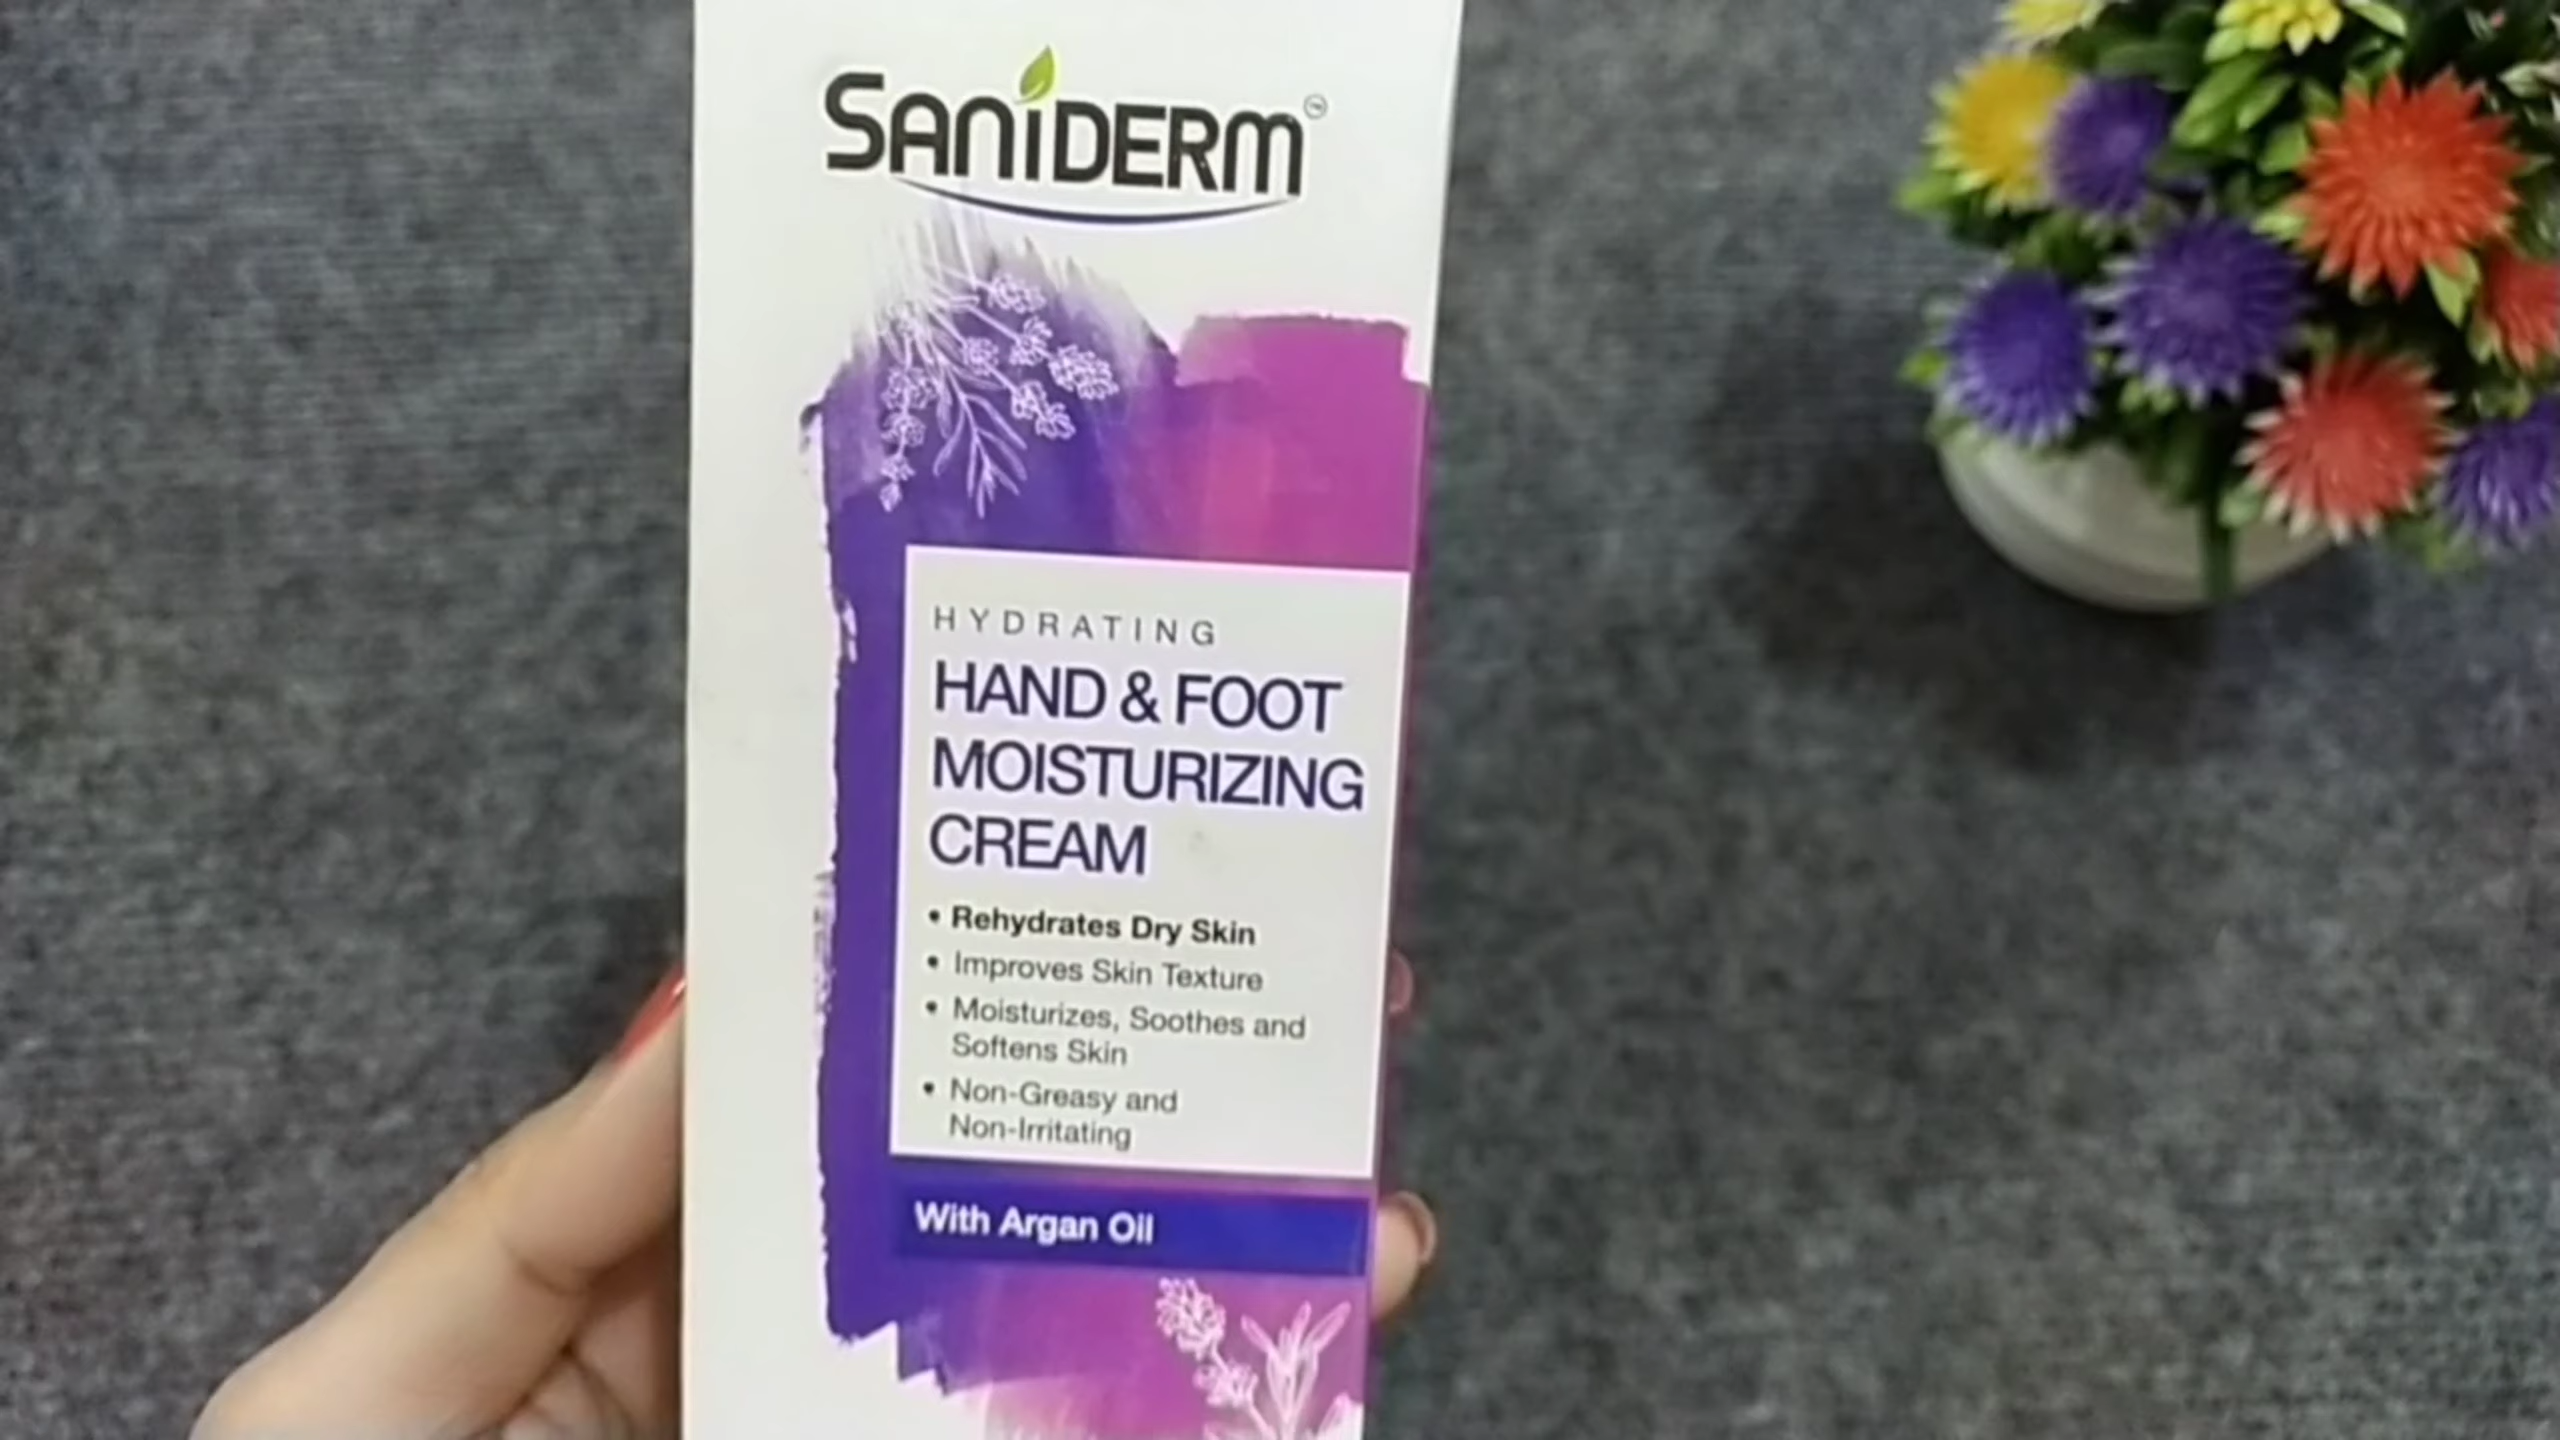 SANiDERM
HYDRATING
HAND & FOOT
MOISTURIZING
CREAM
• Rehydrates Dry Skin
• Improves Skin Texture
• Moisturizes, Soothes and
Softens Skin
• Non-Greasy and
Non-Irritating
With Argan Oil